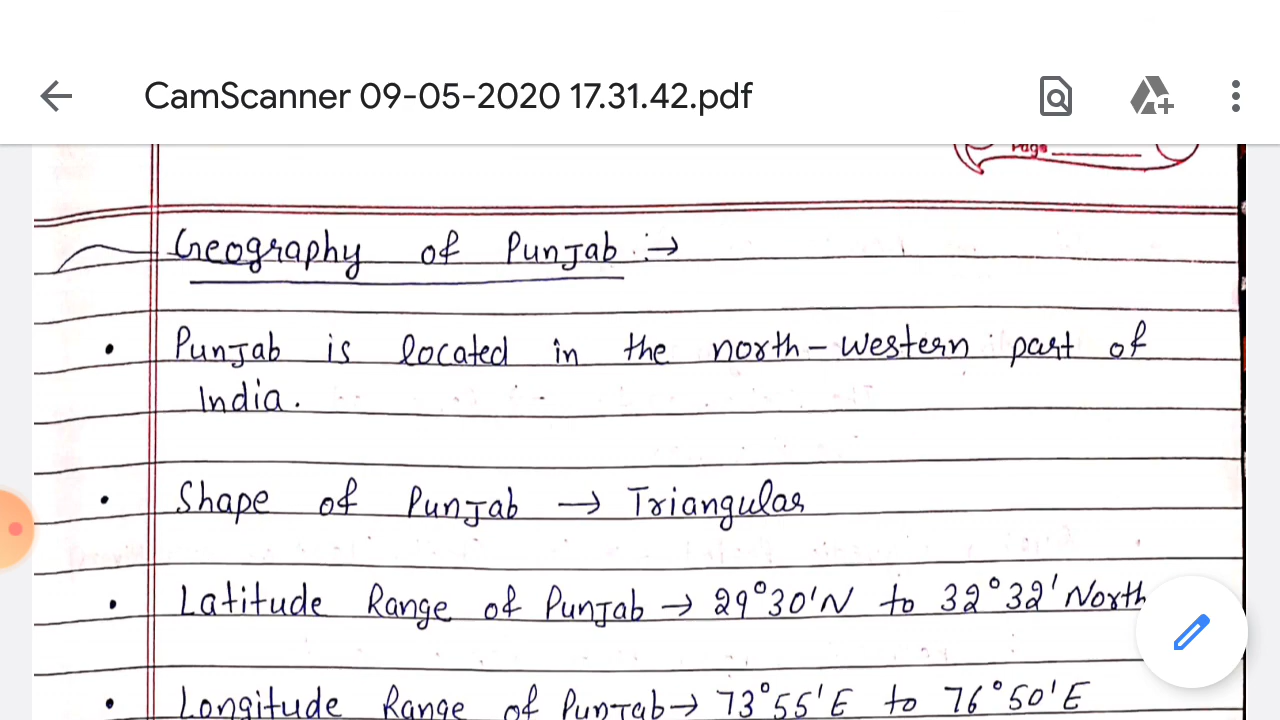 CamScanner 09-05-2020 17.31.42.pdf
Page
Geography of Punjab :→
• Punjab is located in the north-western part of
India.
• Shape of Punjab → Triangular
• Latitude Range of Punjab → 29°30'N to 32°32' North
• Longitude Range of Punjab → 73°55'E to 76°50'E